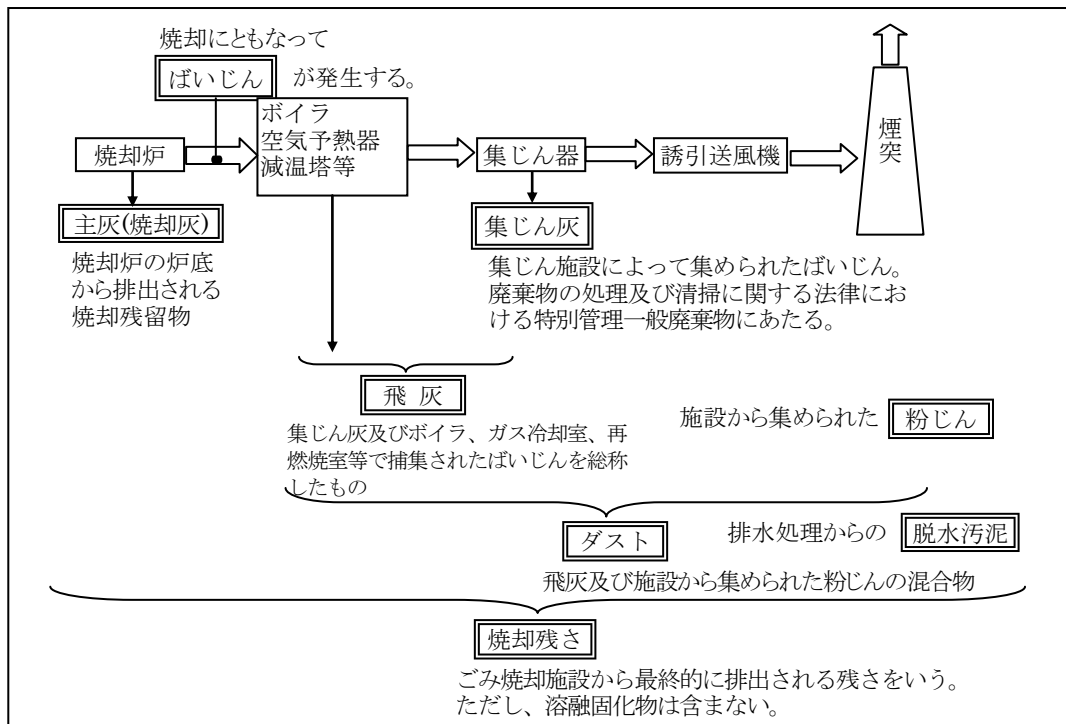 焼却にともなって
ばいじん が発生する。
焼却炉
ボイラ
空気予熱器
減温塔等
集じん器
誘引送風機
煙突
主灰(焼却灰)
焼却炉の炉底
から排出される
焼却残留物
集じん灰
集じん施設によって集められたばいじん。
廃棄物の処理及び清掃に関する法律にお
ける特別管理一般廃棄物にあたる。
飛 灰
集じん灰及びボイラ、ガス冷却室、再
燃焼室等で捕集されたばいじんを総称
したもの
施設から集められた 粉じん
ダスト
飛灰及び施設から集められた粉じんの混合物
排水処理からの 脱水汚泥
焼却残さ
ごみ焼却施設から最終的に排出される残さをいう。
ただし、溶融固化物は含まない。